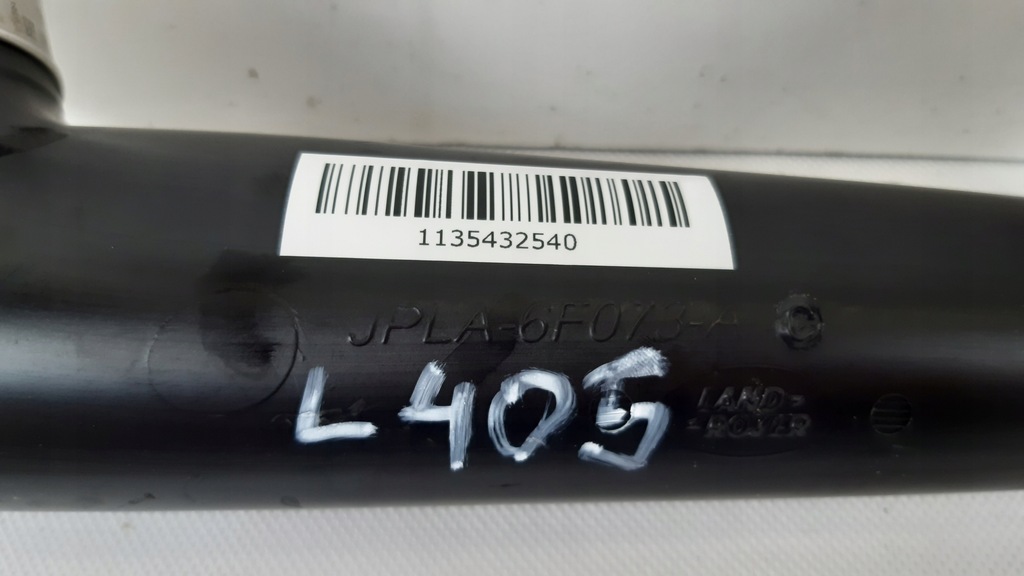 1135432540
JPLA-6F073-A
L405
LAND-
-ROVER